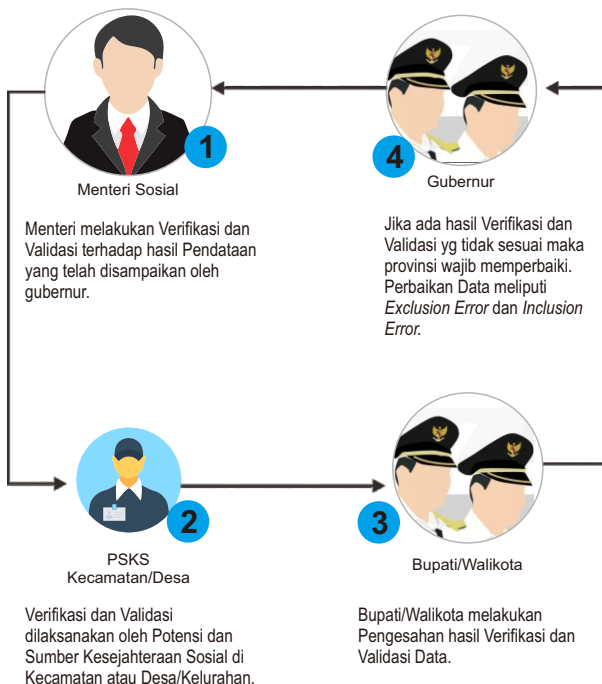 1
Menteri Sosial
Menteri melakukan Verifikasi dan
Validasi terhadap hasil Pendataan
yang telah disampaikan oleh
gubernur.
4
Gubernur
Jika ada hasil Verifikasi dan
Validasi yg tidak sesuai maka
provinsi wajib memperbaiki.
Perbaikan Data meliputi
Exclusion Error dan Inclusion
Error.
2
PSKS
Kecamatan/Desa
Verifikasi dan Validasi
dilaksanakan oleh Potensi dan
Sumber Kesejahteraan Sosial di
Kecamatan atau Desa/Kelurahan.
3
Bupati/Walikota
Bupati/Walikota melakukan
Pengesahan hasil Verifikasi dan
Validasi Data.